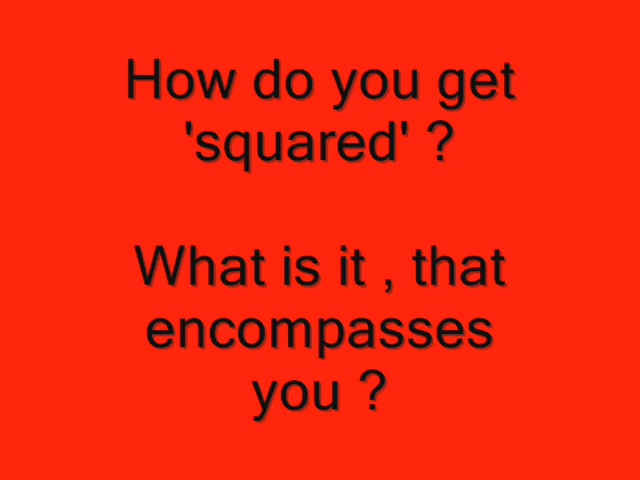 How do you get
'squared' ?
What is it , that
encompasses
you ?